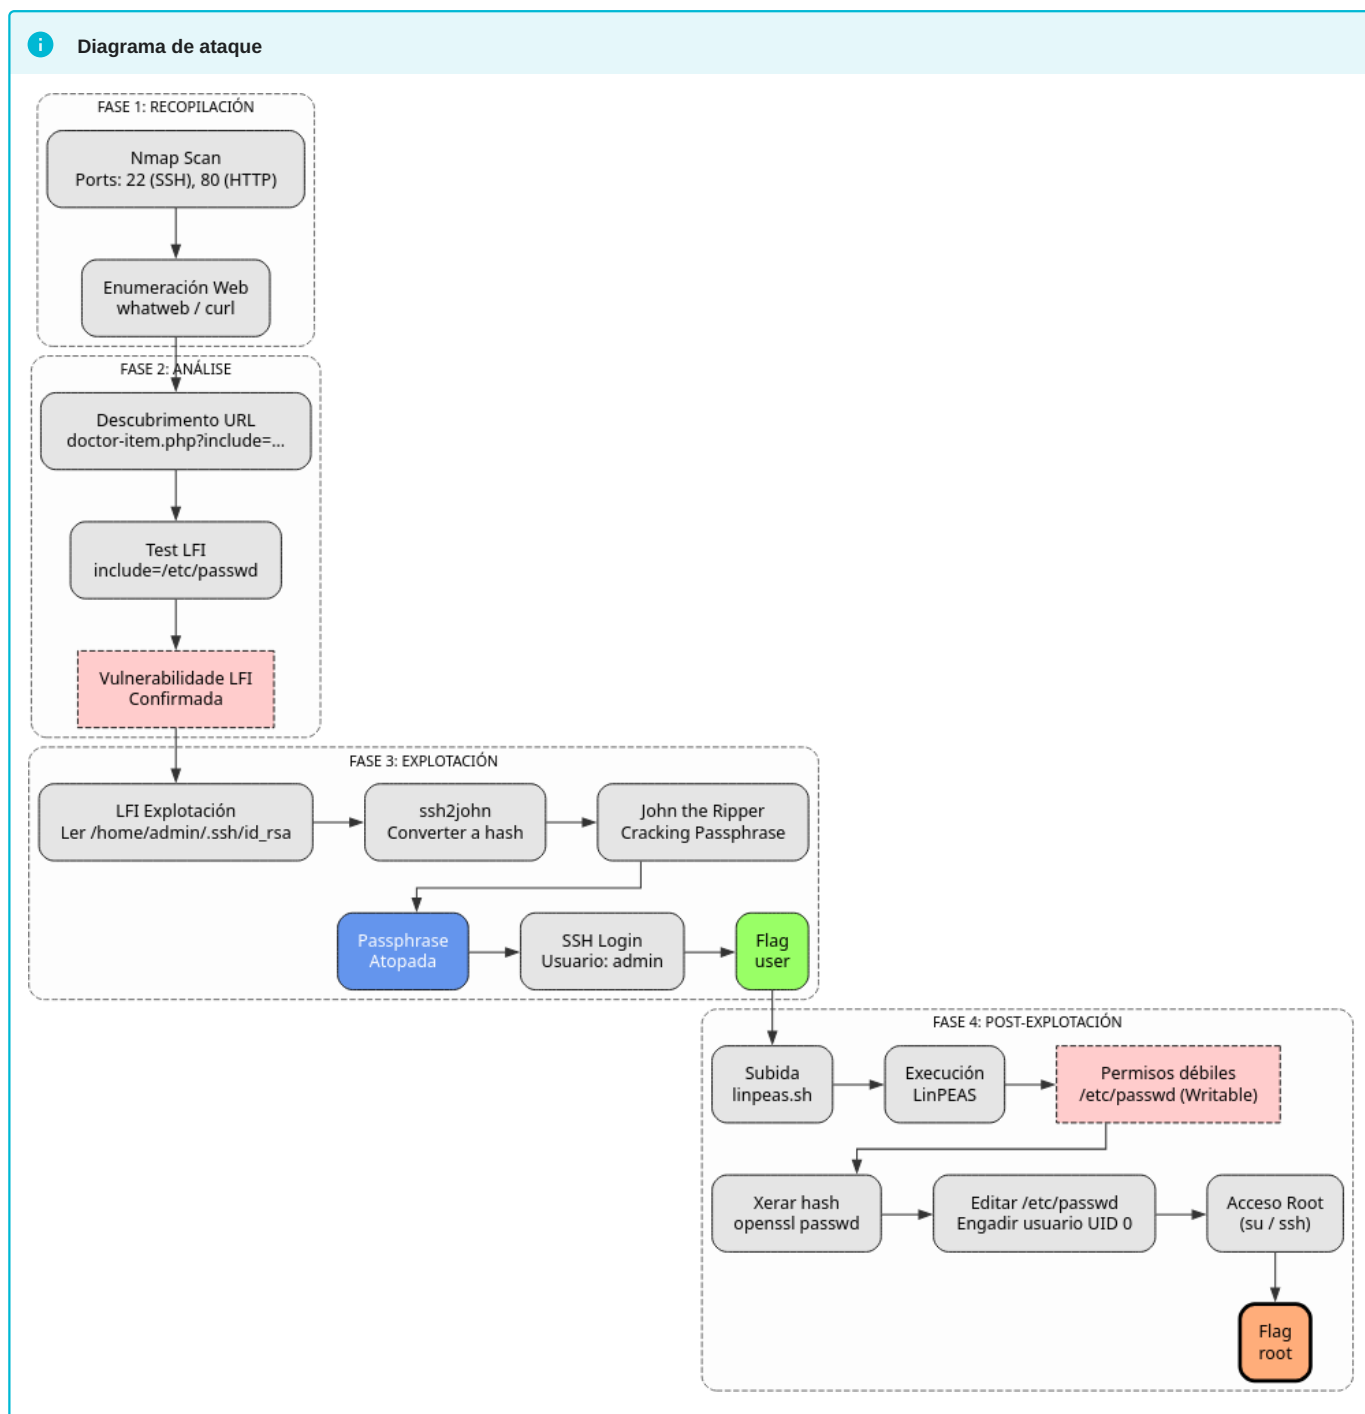 Diagrama de ataque
FASE 1: RECOPILACIÓN
Nmap Scan
Ports: 22 (SSH), 80 (HTTP)
Enumeración Web
whatweb / curl
FASE 2: ANÁLISE
Descubrimento URL
doctor-item.php?include=...
Test LFI
include=/etc/passwd
Vulnerabilidade LFI
Confirmada
FASE 3: EXPLOTACIÓN
LFI Explotación
Ler /home/admin/.ssh/id_rsa
ssh2john
Converter a hash
John the Ripper
Cracking Passphrase
Passphrase
Atopada
SSH Login
Usuario: admin
Flag
user
FASE 4: POST-EXPLOTACIÓN
Subida
linpeas.sh
Execución
LinPEAS
Permisos débiles
/etc/passwd (Writable)
Xerar hash
openssl passwd
Editar /etc/passwd
Engadir usuario UID 0
Acceso Root
(su / ssh)
Flag
root